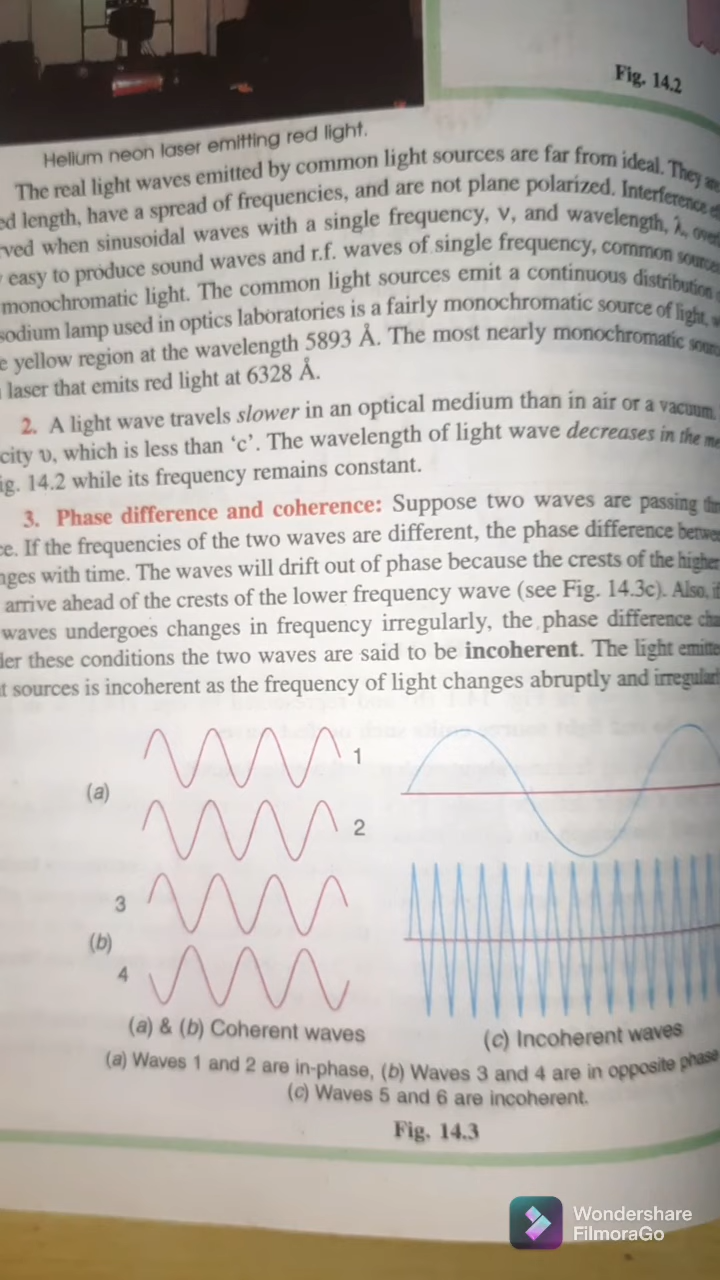 Fig. 14.2
Helium neon laser emitting red light.
The real light waves emitted by common light sources are far from ideal. They
length, have a spread of frequencies, and are not plane polarized. Interference
when sinusoidal waves with a single frequency, ν, and wavelength, λ,
easy to produce sound waves and r.f. waves of single frequency, common
monochromatic light. The common light sources emit a continuous distribution
sodium lamp used in optics laboratories is a fairly monochromatic source of light,
yellow region at the wavelength 5893 Å. The most nearly monochromatic
laser that emits red light at 6328 Å.
2. A light wave travels slower in an optical medium than in air or a vacuum.
υ, which is less than ‘c’. The wavelength of light wave decreases in the
14.2 while its frequency remains constant.
3. Phase difference and coherence: Suppose two waves are passing
If the frequencies of the two waves are different, the phase difference
with time. The waves will drift out of phase because the crests of the higher
arrive ahead of the crests of the lower frequency wave (see Fig. 14.3c). Also,
waves undergoes changes in frequency irregularly, the phase difference
these conditions the two waves are said to be incoherent. The light
sources is incoherent as the frequency of light changes abruptly and
(a)
1
2
3
(b)
4
(a) & (b) Coherent waves
(c) Incoherent waves
(a) Waves 1 and 2 are in-phase, (b) Waves 3 and 4 are in opposite phase
(c) Waves 5 and 6 are incoherent.
Fig. 14.3
Wondershare
FilmoraGo